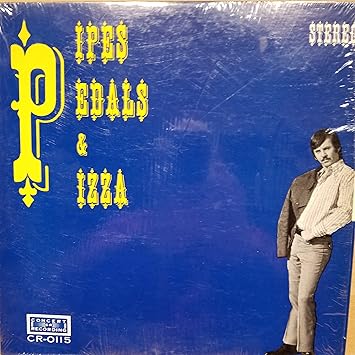 PIPES
STEREO
PEDALS
&
PIZZA
CONCERT
RECORDING
CR-0115